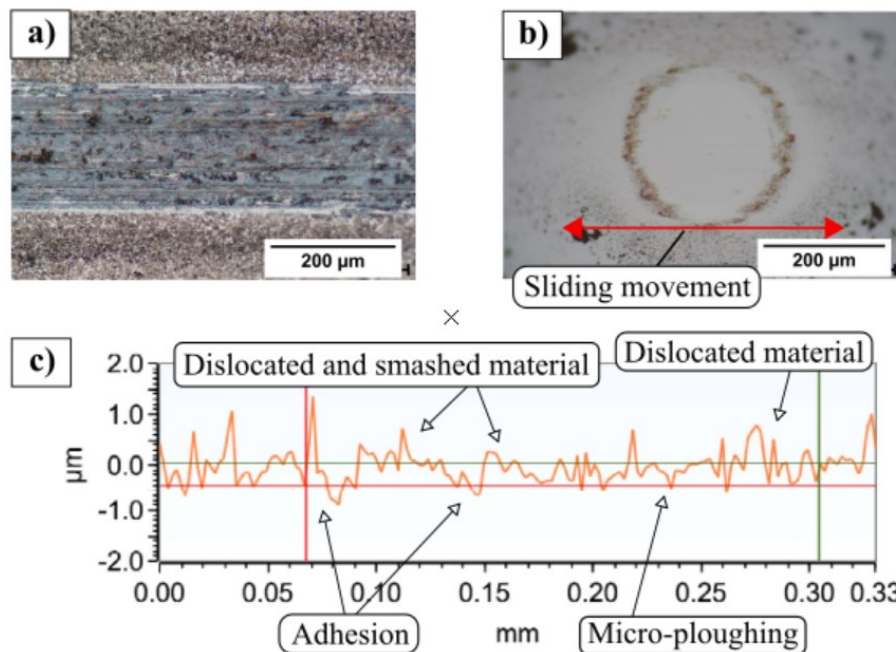 a)
b)
200 µm
200 µm
Sliding movement
c)
Dislocated and smashed material
Dislocated material
2.0
1.0
0.0
-1.0
-2.0
µm
0.00 0.05 0.10 0.15 0.20 0.25 0.30 0.33
Adhesion
mm
Micro-ploughing